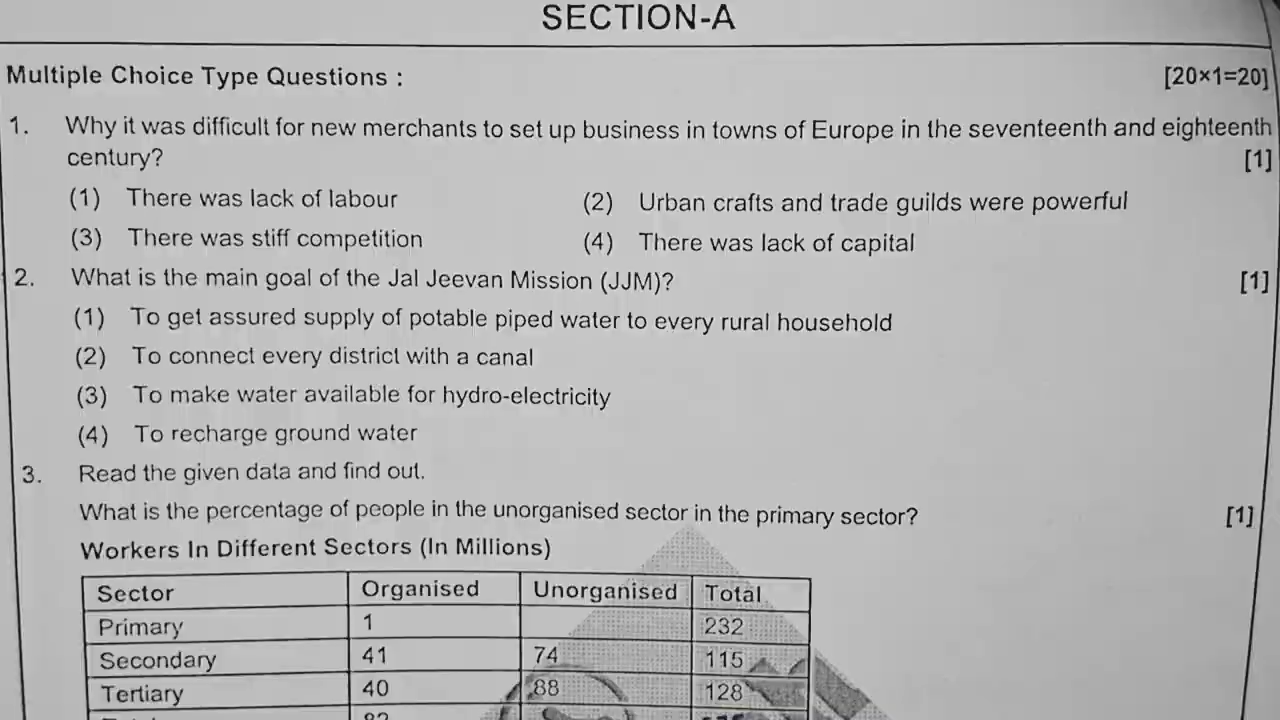 SECTION-A
Multiple Choice Type Questions : [20×1=20]
1. Why it was difficult for new merchants to set up business in towns of Europe in the seventeenth and eighteenth
century? [1]
(1) There was lack of labour (2) Urban crafts and trade guilds were powerful
(3) There was stiff competition (4) There was lack of capital
2. What is the main goal of the Jal Jeevan Mission (JJM)? [1]
(1) To get assured supply of potable piped water to every rural household
(2) To connect every district with a canal
(3) To make water available for hydro-electricity
(4) To recharge ground water
3. Read the given data and find out.
What is the percentage of people in the unorganised sector in the primary sector? [1]
Workers In Different Sectors (In Millions)
Sector Organised Unorganised Total
Primary 1 232
Secondary 41 74 115
Tertiary 40 88 128